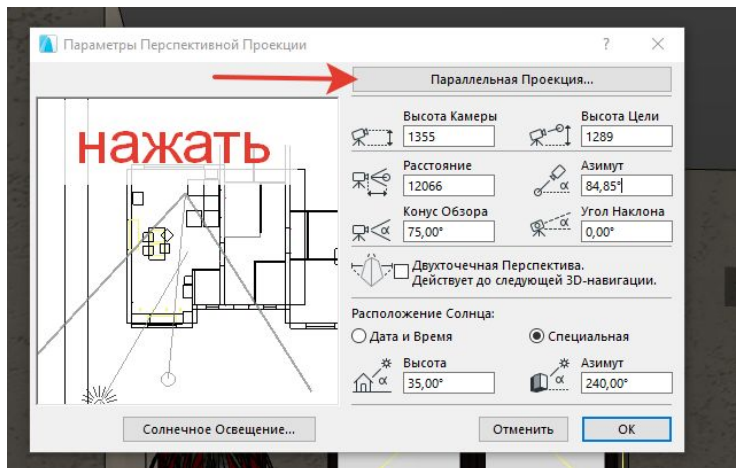 Параметры Перспективной Проекции
?
Параллельная Проекция...
нажать
Высота Камеры
Высота Цели
1355
1289
Расстояние
Азимут
12066
α
84,85°
Конус Обзора
Угол Наклона
75,00°
α
0,00°
Двухточечная Перспектива.
Действует до следующей 3D-навигации.
Расположение Солнца:
Дата и Время
Специальная
Высота
Азимут
α
35,00°
α
240,00°
Солнечное Освещение...
Отменить
ОК